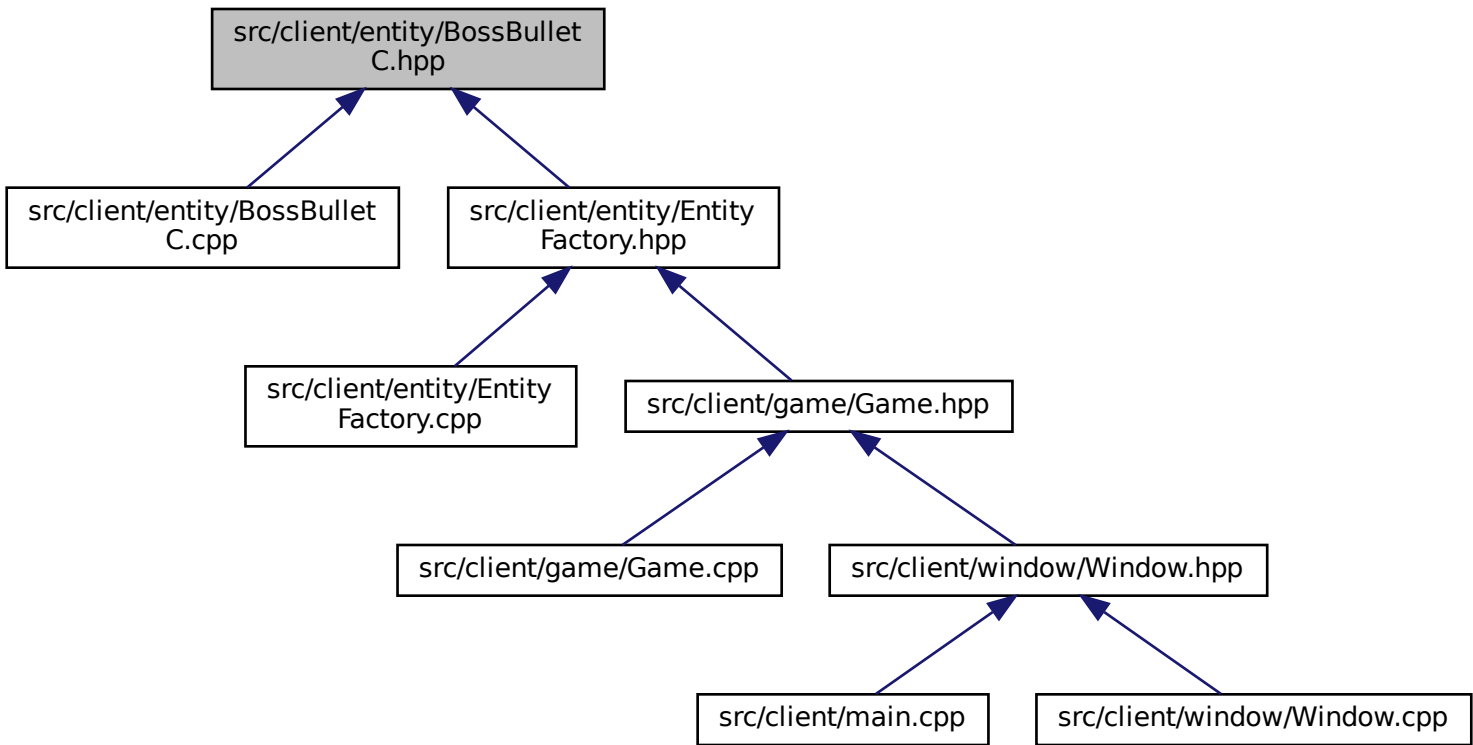 src/client/entity/BossBullet
C.hpp
src/client/entity/BossBullet
C.cpp
src/client/entity/Entity
Factory.hpp
src/client/entity/Entity
Factory.cpp
src/client/game/Game.hpp
src/client/game/Game.cpp
src/client/window/Window.hpp
src/client/main.cpp
src/client/window/Window.cpp